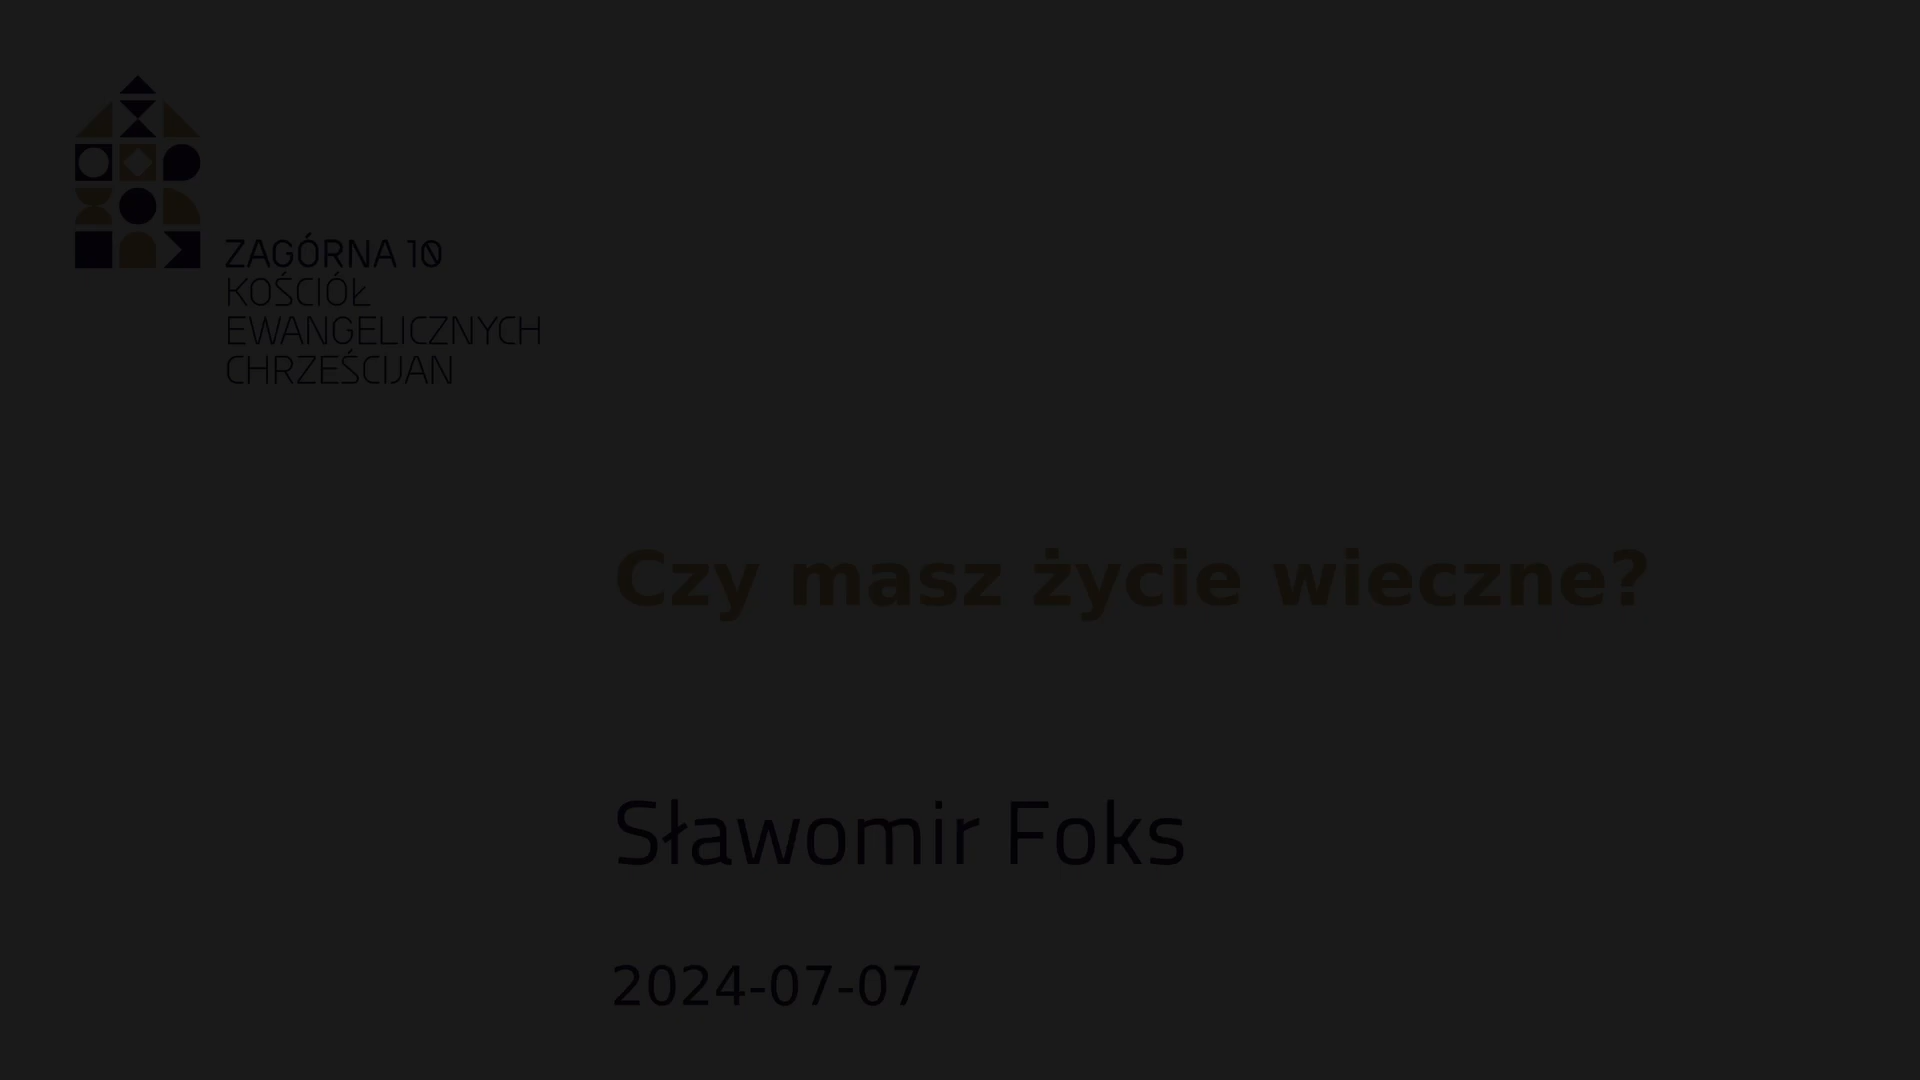 ZAGÓRNA 10
KOŚCIÓŁ
EWANGELICZNYCH
CHRZEŚCIJAN
Czy masz życie wieczne?
Sławomir Foks
2024-07-07